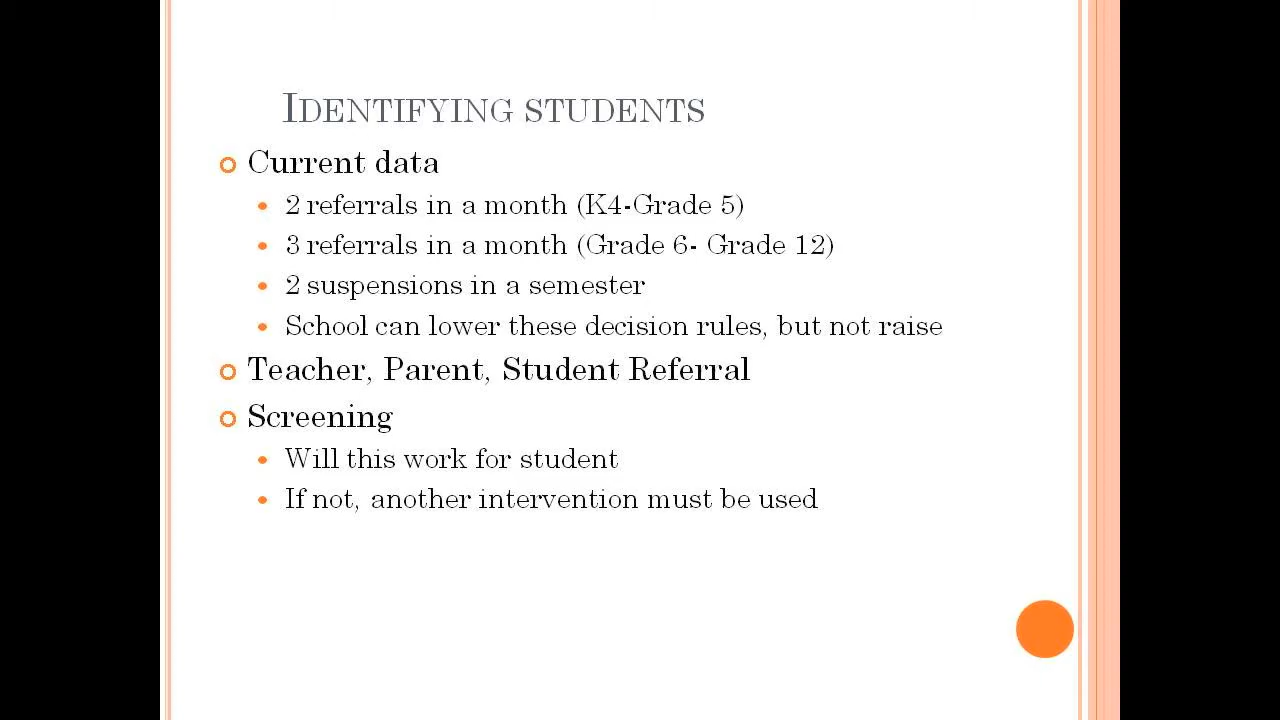 IDENTIFYING STUDENTS
Current data
2 referrals in a month (K4-Grade 5)
3 referrals in a month (Grade 6- Grade 12)
2 suspensions in a semester
School can lower these decision rules, but not raise
Teacher, Parent, Student Referral
Screening
Will this work for student
If not, another intervention must be used